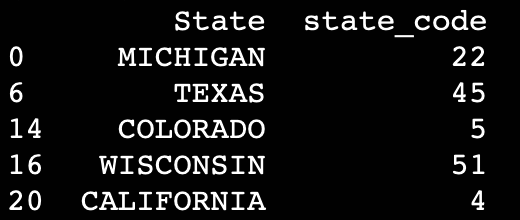 State state_code
0 MICHIGAN 22
6 TEXAS 45
14 COLORADO 5
16 WISCONSIN 51
20 CALIFORNIA 4